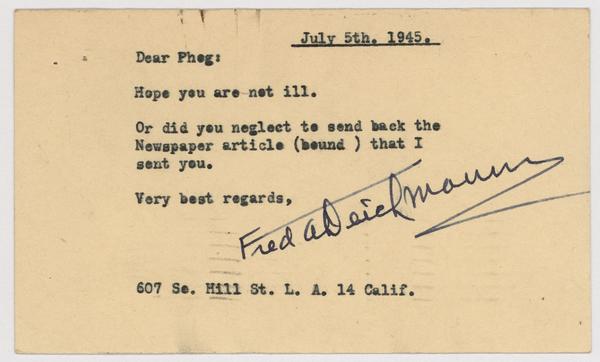 July 5th. 1945.
Dear Phog:
Hope you are not ill.
Or did you neglect to send back the
Newspaper article (bound ) that I
sent you.
Very best regards,
Fred A Deichmann
607 So. Hill St. L. A. 14 Calif.